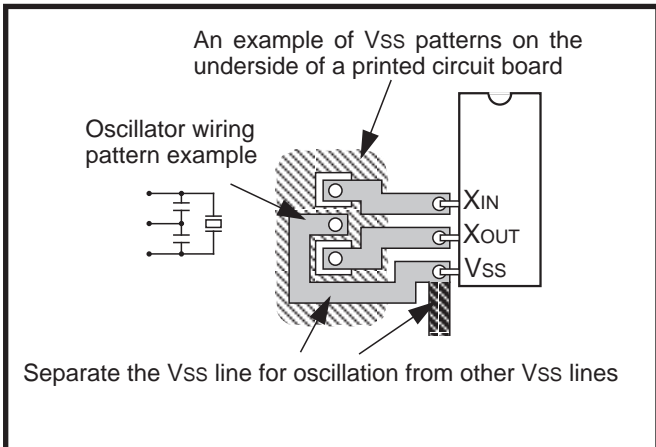 An example of VSS patterns on the
underside of a printed circuit board
Oscillator wiring
pattern example
XIN
XOUT
VSS
Separate the VSS line for oscillation from other VSS lines